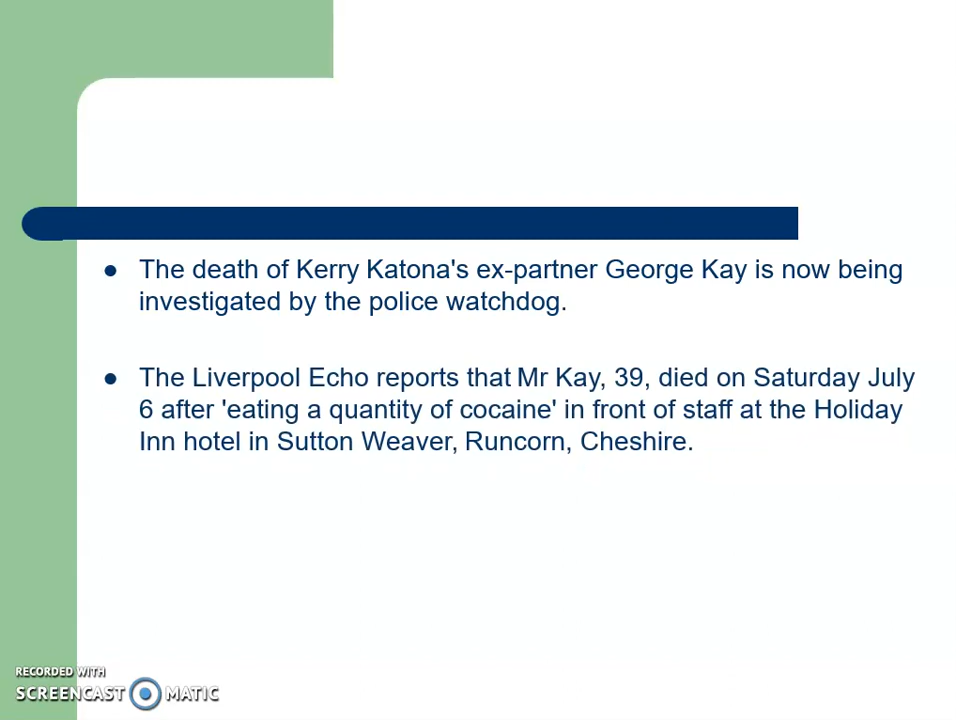 The death of Kerry Katona's ex-partner George Kay is now being
investigated by the police watchdog.
The Liverpool Echo reports that Mr Kay, 39, died on Saturday July
6 after 'eating a quantity of cocaine' in front of staff at the Holiday
Inn hotel in Sutton Weaver, Runcorn, Cheshire.
RECORDED WITH
SCREENCAST MATIC